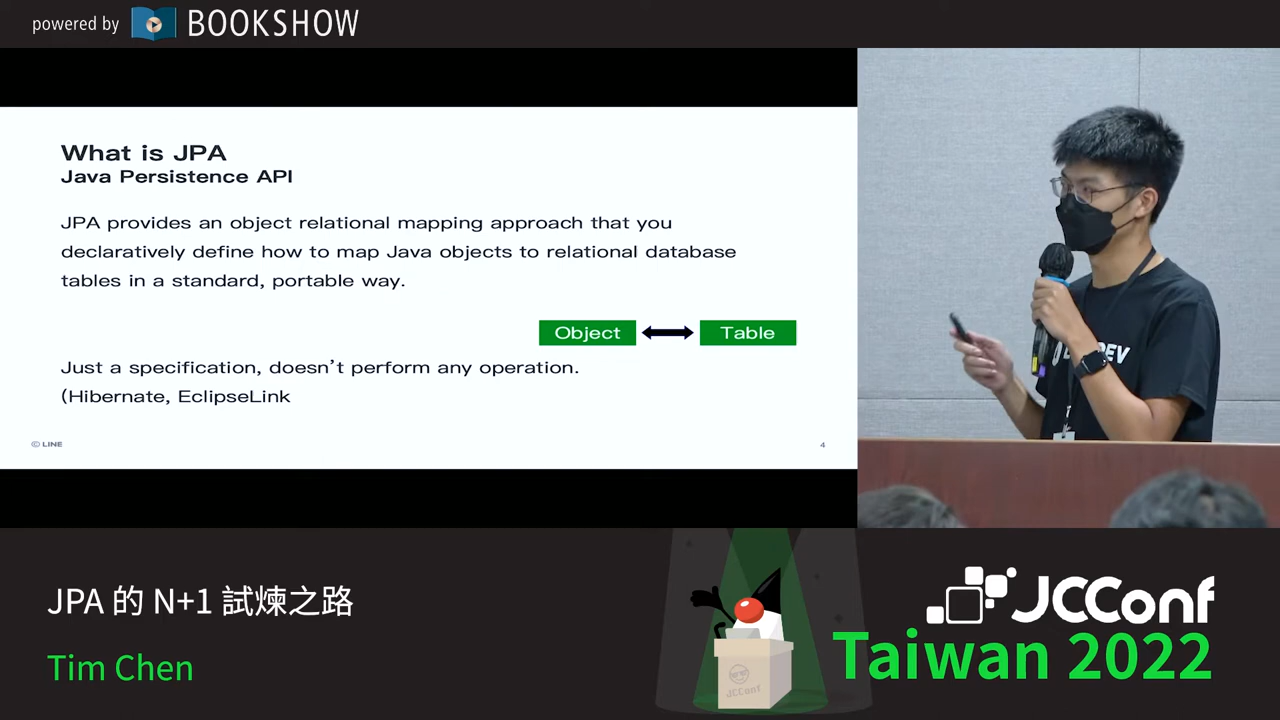 powered by BOOKSHOW
What is JPA
Java Persistence API
JPA provides an object relational mapping approach that you
declaratively define how to map Java objects to relational database
tables in a standard, portable way.
Object Table
Just a specification, doesn't perform any operation.
(Hibernate, EclipseLink
© LINE 4
JPA 的 N+1 試煉之路
Tim Chen
JCConf
JCConf
Taiwan 2022